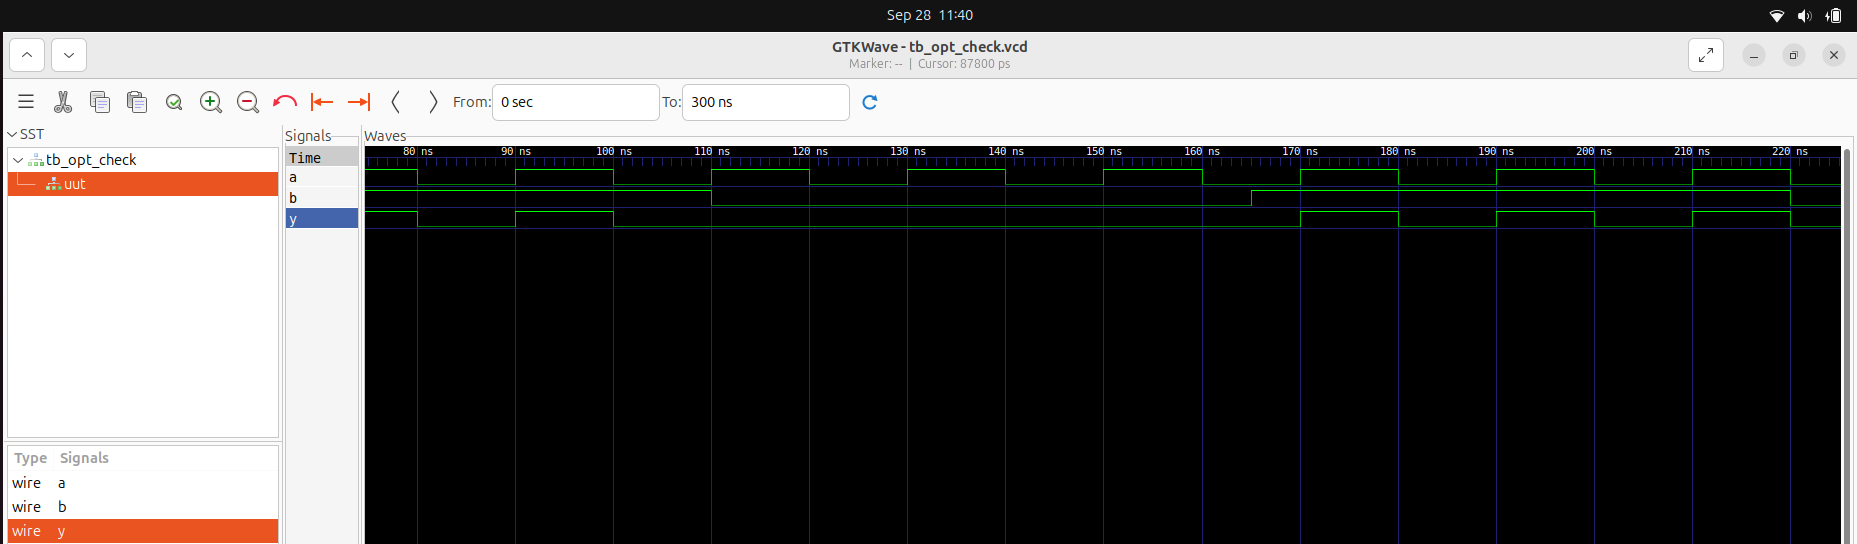 Sep 28 11:40
GTKWave - tb_opt_check.vcd
Marker: -- | Cursor: 87800 ps
From: 0 sec To: 300 ns
SST
tb_opt_check
uut
Type Signals
wire a
wire b
wire y
Signals
Time
a
b
y
Waves
80 ns 90 ns 100 ns 110 ns 120 ns 130 ns 140 ns 150 ns 160 ns 170 ns 180 ns 190 ns 200 ns 210 ns 220 ns